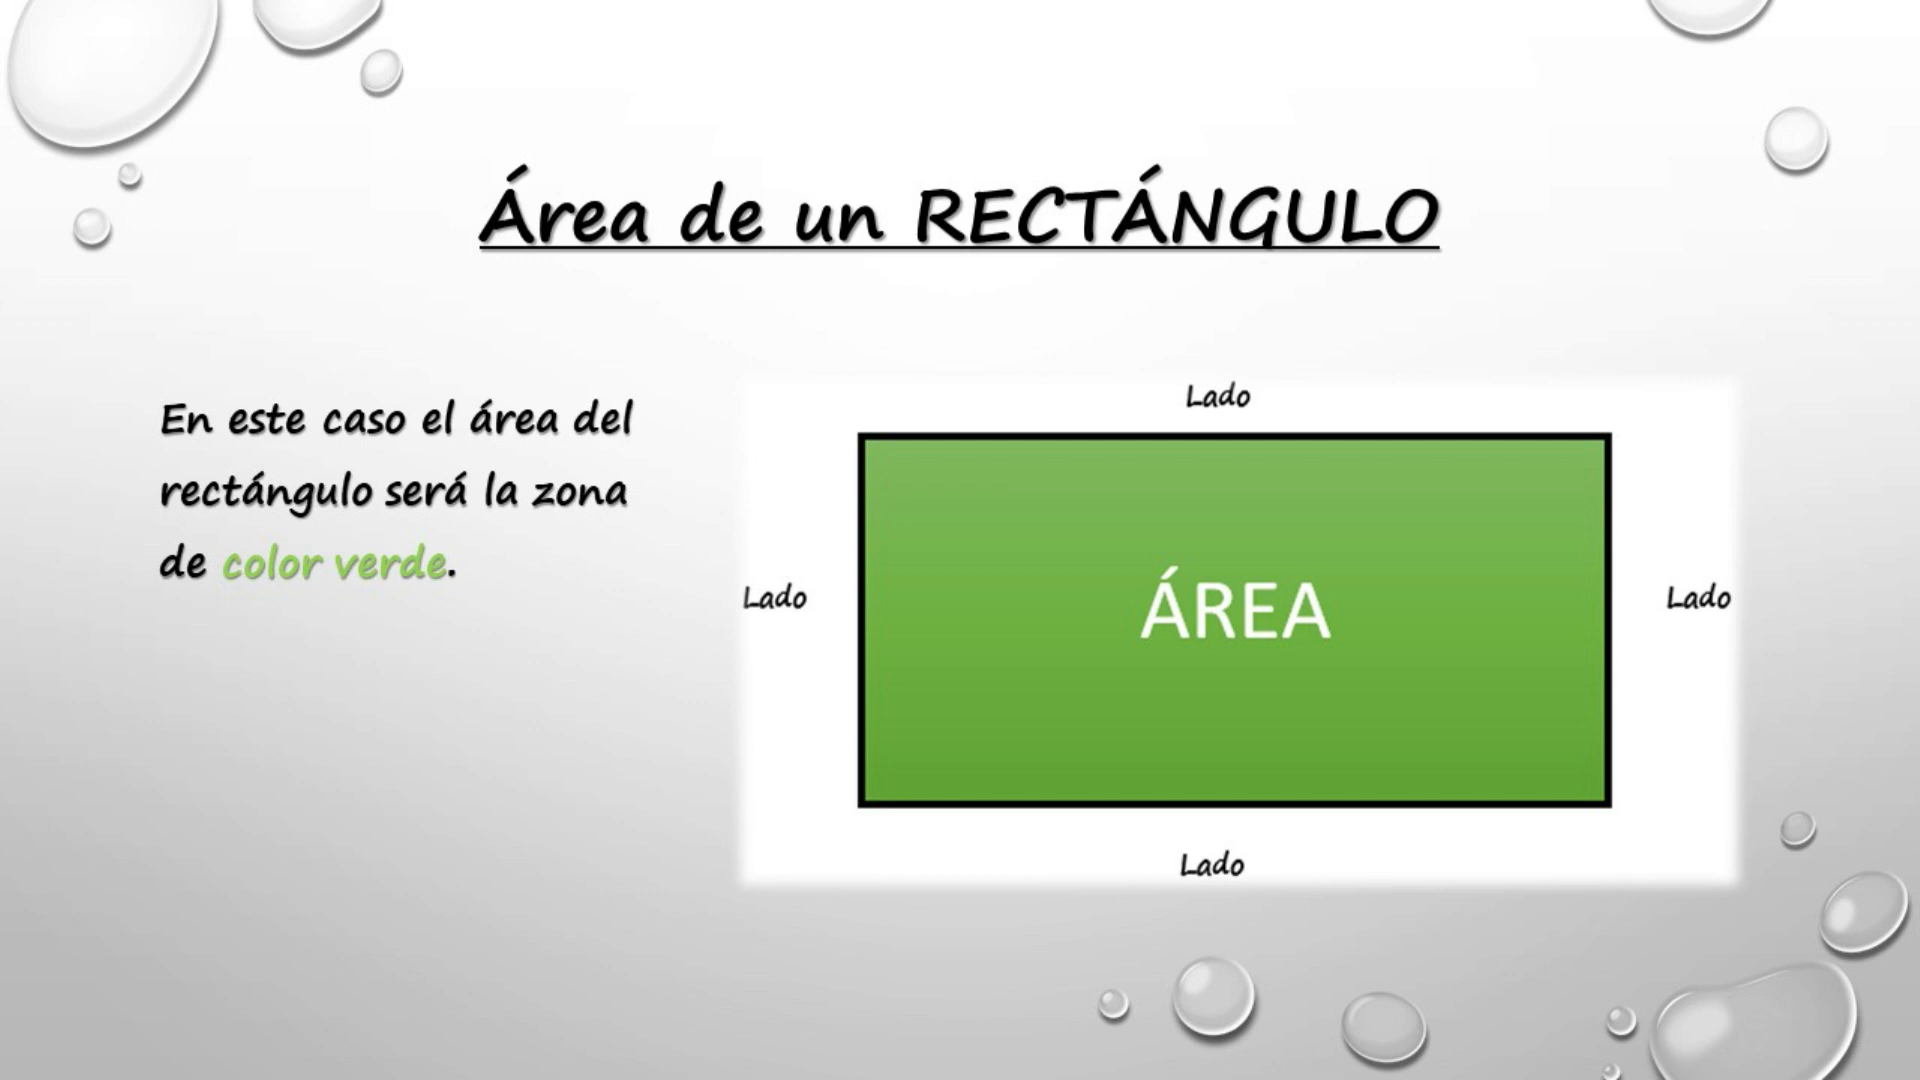 Área de un RECTÁNGULO
En este caso el área del
rectángulo será la zona
de color verde.
Lado
Lado
ÁREA
Lado
Lado